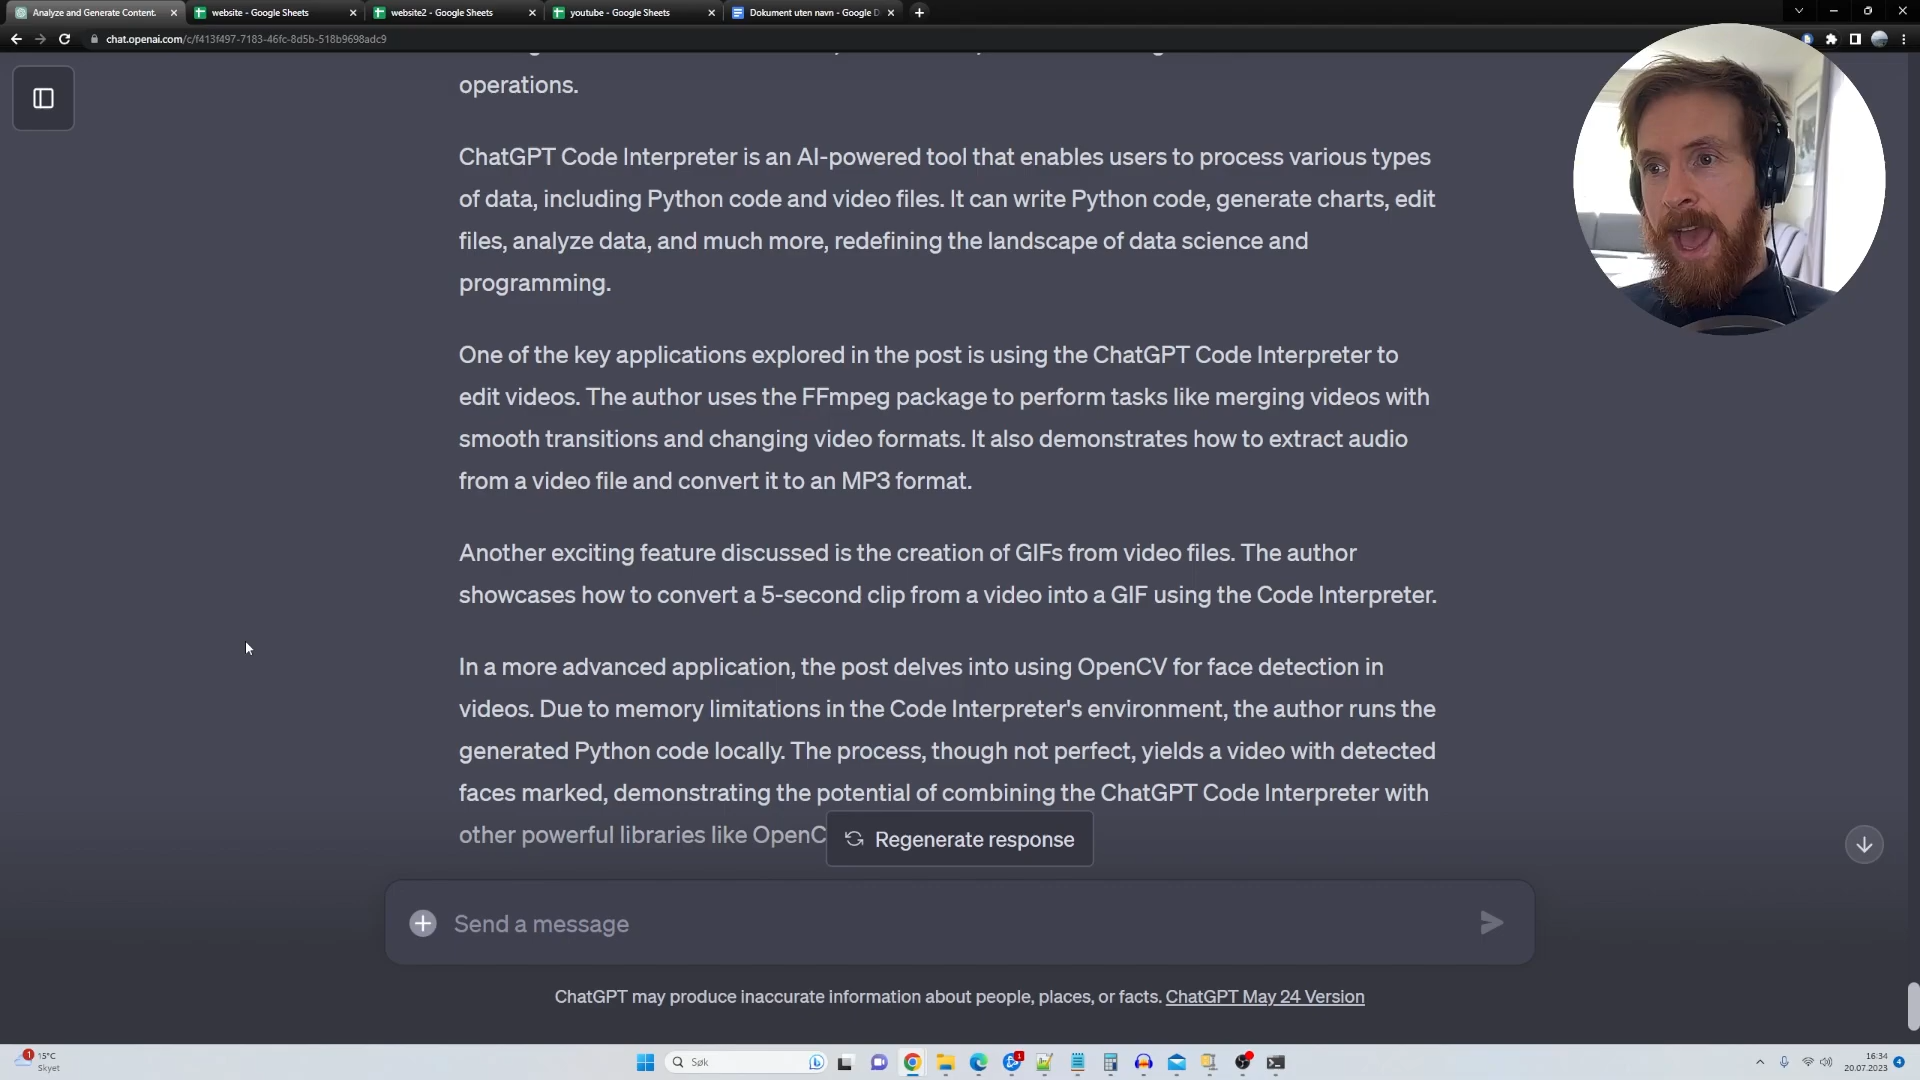 Analyze and Generate Content.
website - Google Sheets
website2 - Google Sheets
youtube - Google Sheets
Dokument uten navn - Google D
chat.openai.com/c/f413f497-7183-46fc-8d5b-518b9698adc9
operations.
ChatGPT Code Interpreter is an AI-powered tool that enables users to process various types
of data, including Python code and video files. It can write Python code, generate charts, edit
files, analyze data, and much more, redefining the landscape of data science and
programming.
One of the key applications explored in the post is using the ChatGPT Code Interpreter to
edit videos. The author uses the FFmpeg package to perform tasks like merging videos with
smooth transitions and changing video formats. It also demonstrates how to extract audio
from a video file and convert it to an MP3 format.
Another exciting feature discussed is the creation of GIFs from video files. The author
showcases how to convert a 5-second clip from a video into a GIF using the Code Interpreter.
In a more advanced application, the post delves into using OpenCV for face detection in
videos. Due to memory limitations in the Code Interpreter's environment, the author runs the
generated Python code locally. The process, though not perfect, yields a video with detected
faces marked, demonstrating the potential of combining the ChatGPT Code Interpreter with
other powerful libraries like OpenC
Regenerate response
Send a message
ChatGPT may produce inaccurate information about people, places, or facts. ChatGPT May 24 Version
1
15°C
Skyet
Søk
1
16:34
20.07.2023
4